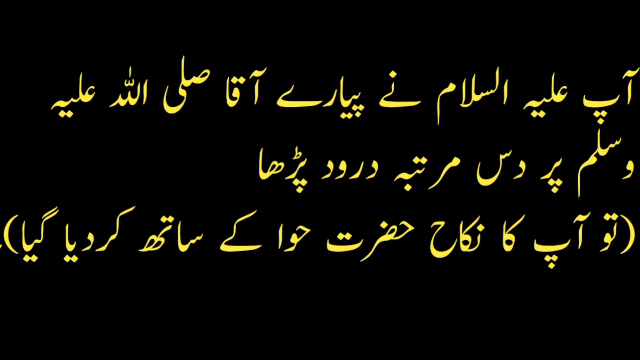 آپ علیہ السلام نے پیارے آقا صلی اللہ علیہ
وسلم پر دس مرتبہ درود پڑھا
(تو آپ کا نکاح حضرت حوا کے ساتھ کردیا گیا)۔